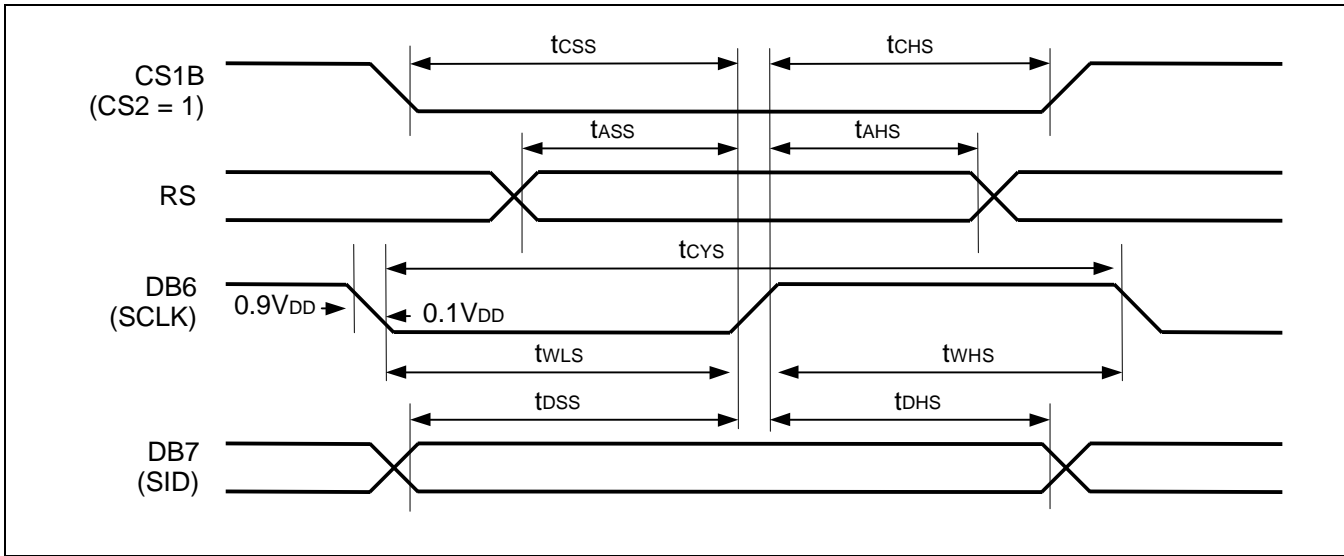 tCSS
tCHS
CS1B
(CS2 = 1)
tASS
tAHS
RS
tCYS
DB6
(SCLK)
0.9VDD
0.1VDD
tWLS
tWHS
tDSS
tDHS
DB7
(SID)